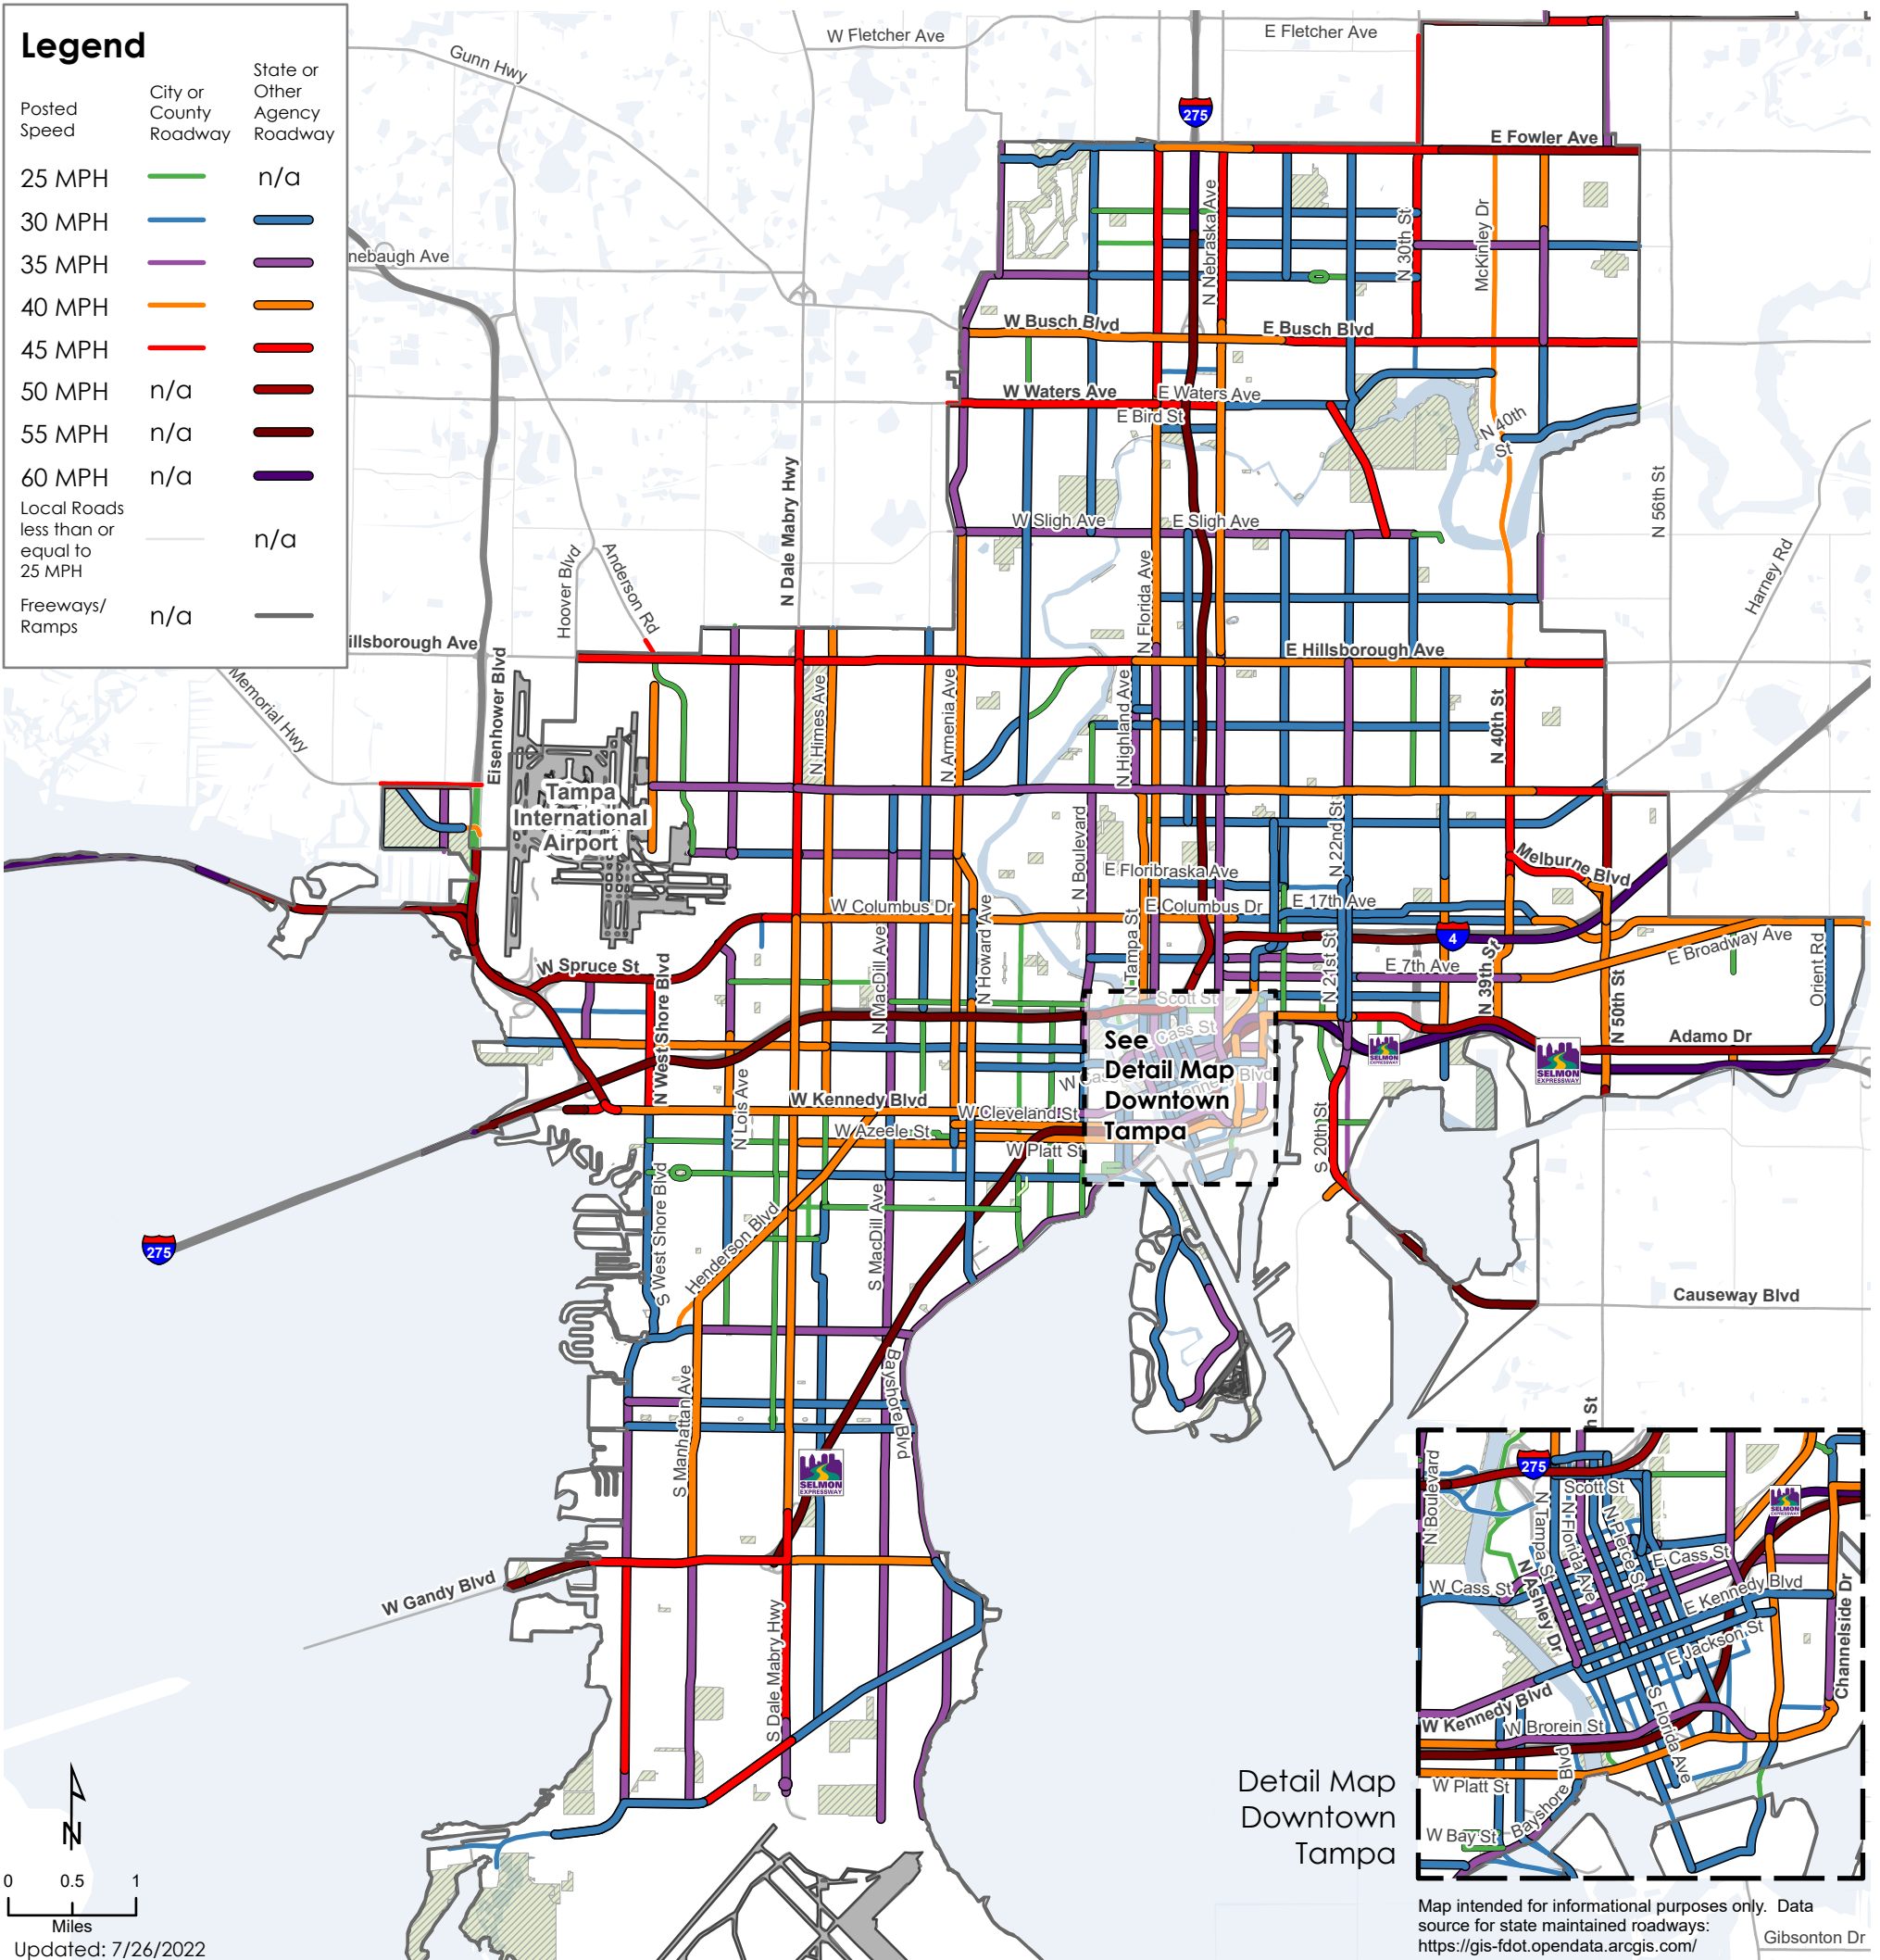 Legend
Posted
Speed
City or
County
Roadway
State or
Other
Agency
Roadway
25 MPH
n/a
30 MPH
35 MPH
40 MPH
45 MPH
50 MPH
n/a
55 MPH
n/a
60 MPH
n/a
Local Roads
less than or
equal to
25 MPH
n/a
Freeways/
Ramps
n/a
W Fletcher Ave
E Fletcher Ave
Gunn Hwy
275
E Fowler Ave
nebaugh Ave
N Nebraska Ave
N 30th St
McKinley Dr
W Busch Blvd
E Busch Blvd
W Waters Ave
E Waters Ave
E Bird St
N 40th
St
N Dale Mabry Hwy
N 56th St
W Sligh Ave
E Sligh Ave
Hoover Blvd
Anderson Rd
N Florida Ave
Harney Rd
illsborough Ave
E Hillsborough Ave
Memorial Hwy
Eisenhower Blvd
N Himes Ave
N Armenia Ave
N Highland Ave
N 40th St
Tampa
International
Airport
N Boulevard
N 22nd St
E Floribraska Ave
Melburne Blvd
W Columbus Dr
E Columbus Dr
E 17th Ave
N MacDill Ave
N Howard Ave
N Tampa St
4
E Broadway Ave
Orient Rd
W Spruce St
N West Shore Blvd
N 21st St
E 7th Ave
N 39th St
N 50th St
Scott St
Cass St
Adamo Dr
See
Detail Map
Downtown
Tampa
SELMON
EXPRESSWAY
SELMON
EXPRESSWAY
N Lois Ave
W Kennedy Blvd
W Cleveland St
W Azeele St
W Platt St
S 20th St
S West Shore Blvd
Henderson Blvd
S MacDill Ave
275
Causeway Blvd
S Manhattan Ave
Bayshore Blvd
SELMON
EXPRESSWAY
W Gandy Blvd
S Dale Mabry Hwy
h St
N Boulevard
275
Scott St
SELMON
EXPRESSWAY
N Tampa St
N Florida Ave
N Pierce St
E Cass St
W Cass St
N Ashley Dr
E Kennedy Blvd
E Jackson St
Channelside Dr
W Kennedy Blvd
W Brorein St
S Florida Ave
W Platt St
Bayshore Blvd
W Bay St
Detail Map
Downtown
Tampa
N
0 0.5 1
Miles
Updated: 7/26/2022
Map intended for informational purposes only. Data
source for state maintained roadways:
https://gis-fdot.opendata.arcgis.com/
Gibsonton Dr